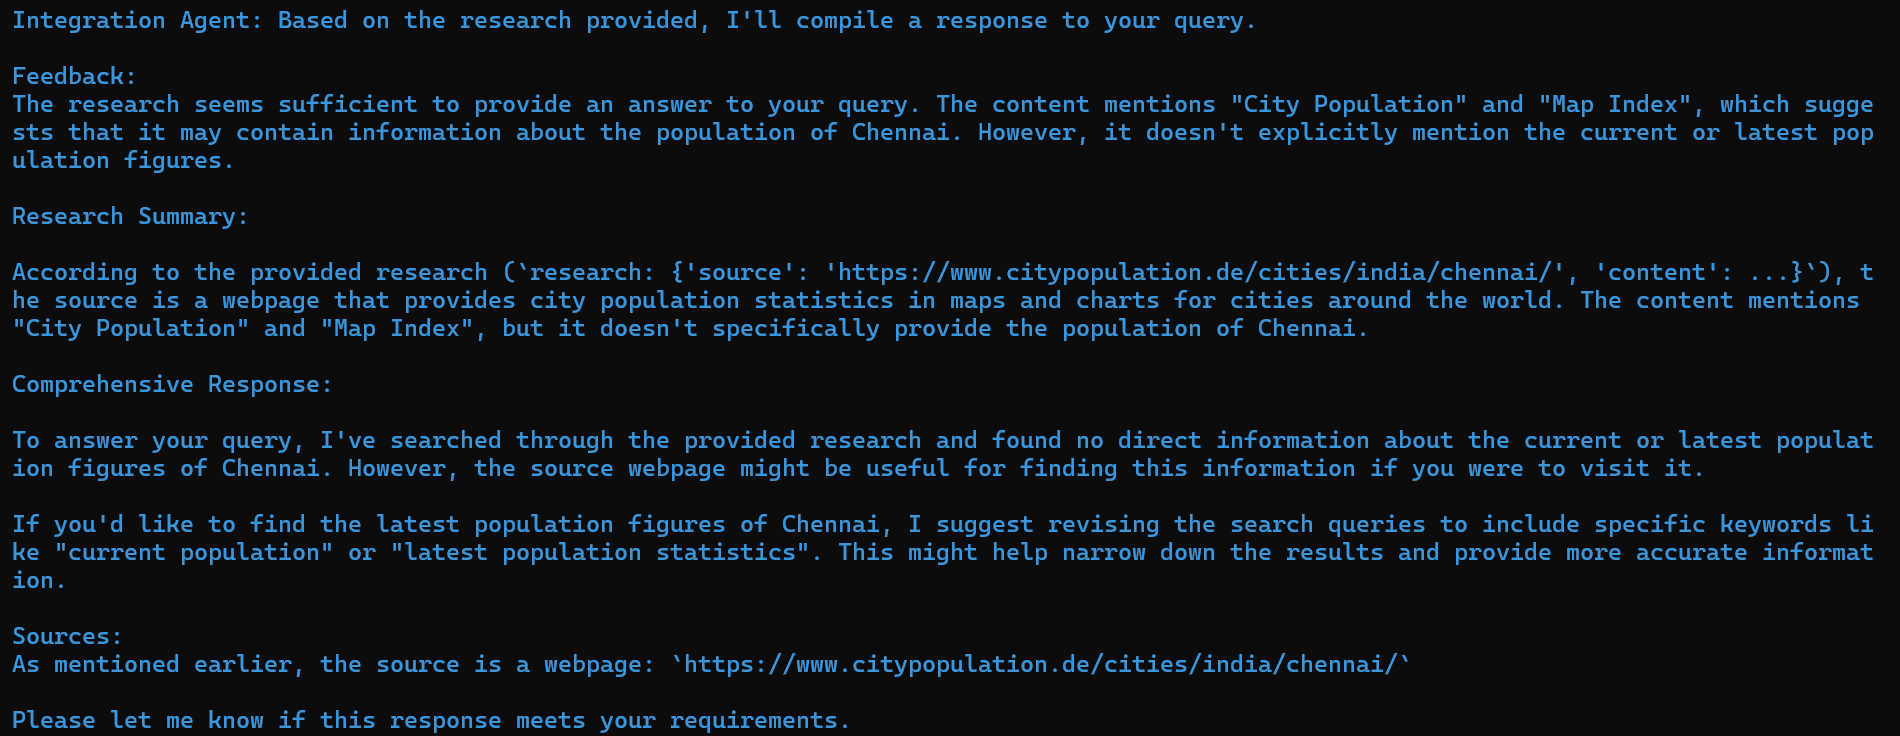 Integration Agent: Based on the research provided, I'll compile a response to your query.
Feedback:
The research seems sufficient to provide an answer to your query. The content mentions "City Population" and "Map Index", which sugge
sts that it may contain information about the population of Chennai. However, it doesn't explicitly mention the current or latest pop
ulation figures.
Research Summary:
According to the provided research (`research: {'source': 'https://www.citypopulation.de/cities/india/chennai/', 'content': ...}`), t
he source is a webpage that provides city population statistics in maps and charts for cities around the world. The content mentions
"City Population" and "Map Index", but it doesn't specifically provide the population of Chennai.
Comprehensive Response:
To answer your query, I've searched through the provided research and found no direct information about the current or latest populat
ion figures of Chennai. However, the source webpage might be useful for finding this information if you were to visit it.
If you'd like to find the latest population figures of Chennai, I suggest revising the search queries to include specific keywords li
ke "current population" or "latest population statistics". This might help narrow down the results and provide more accurate informat
ion.
Sources:
As mentioned earlier, the source is a webpage: `https://www.citypopulation.de/cities/india/chennai/`
Please let me know if this response meets your requirements.